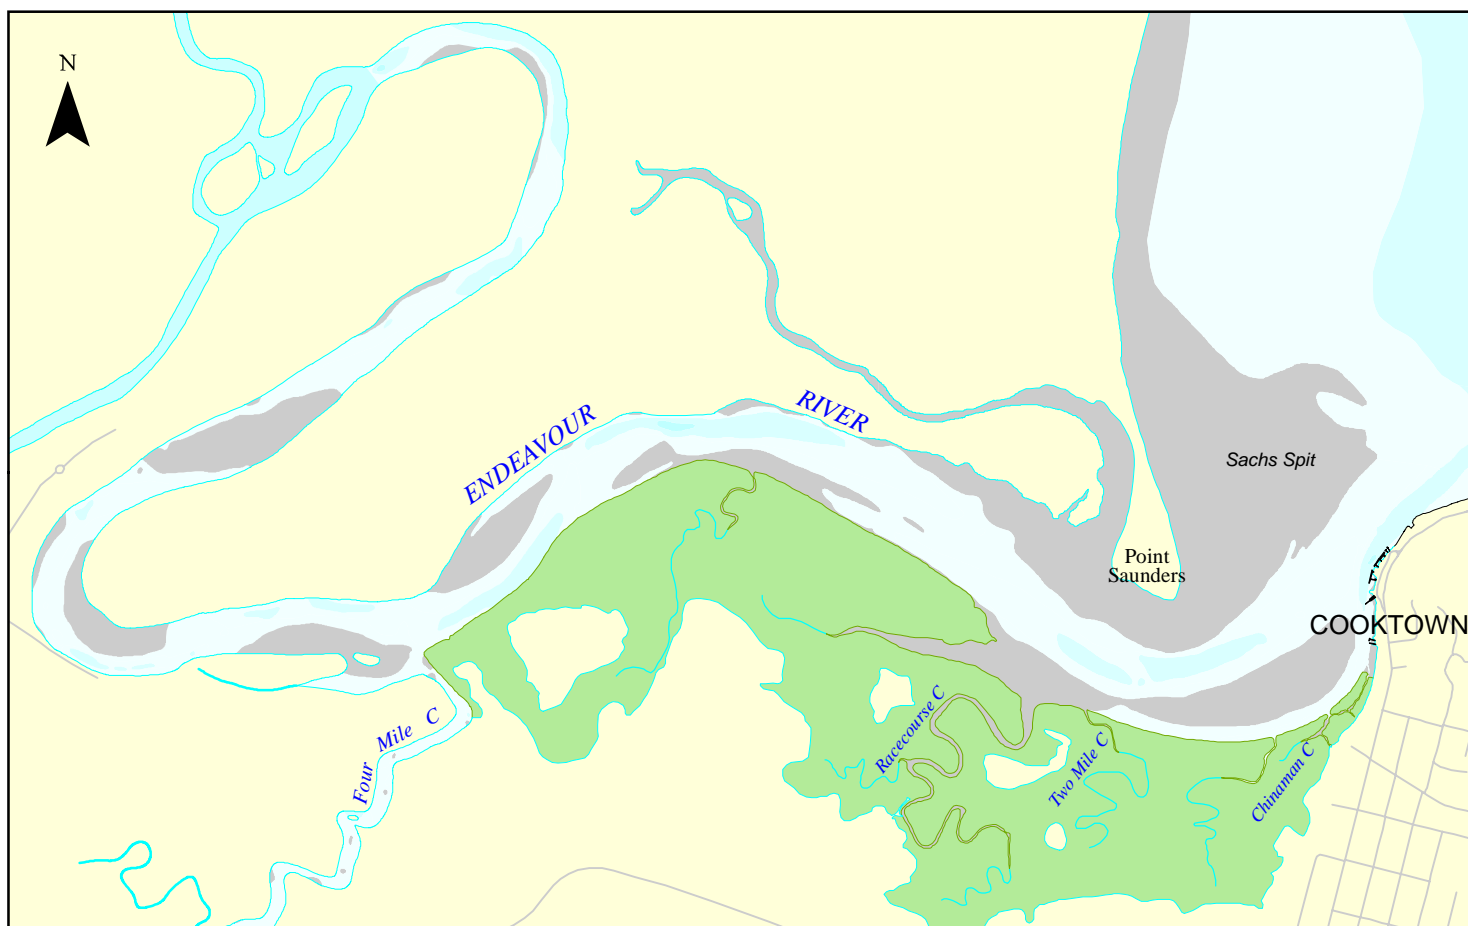 N
ENDEAVOUR
RIVER
Sachs Spit
Point
Saunders
COOKTOWN
Four Mile C
Racecourse C
Two Mile C
Chinaman C